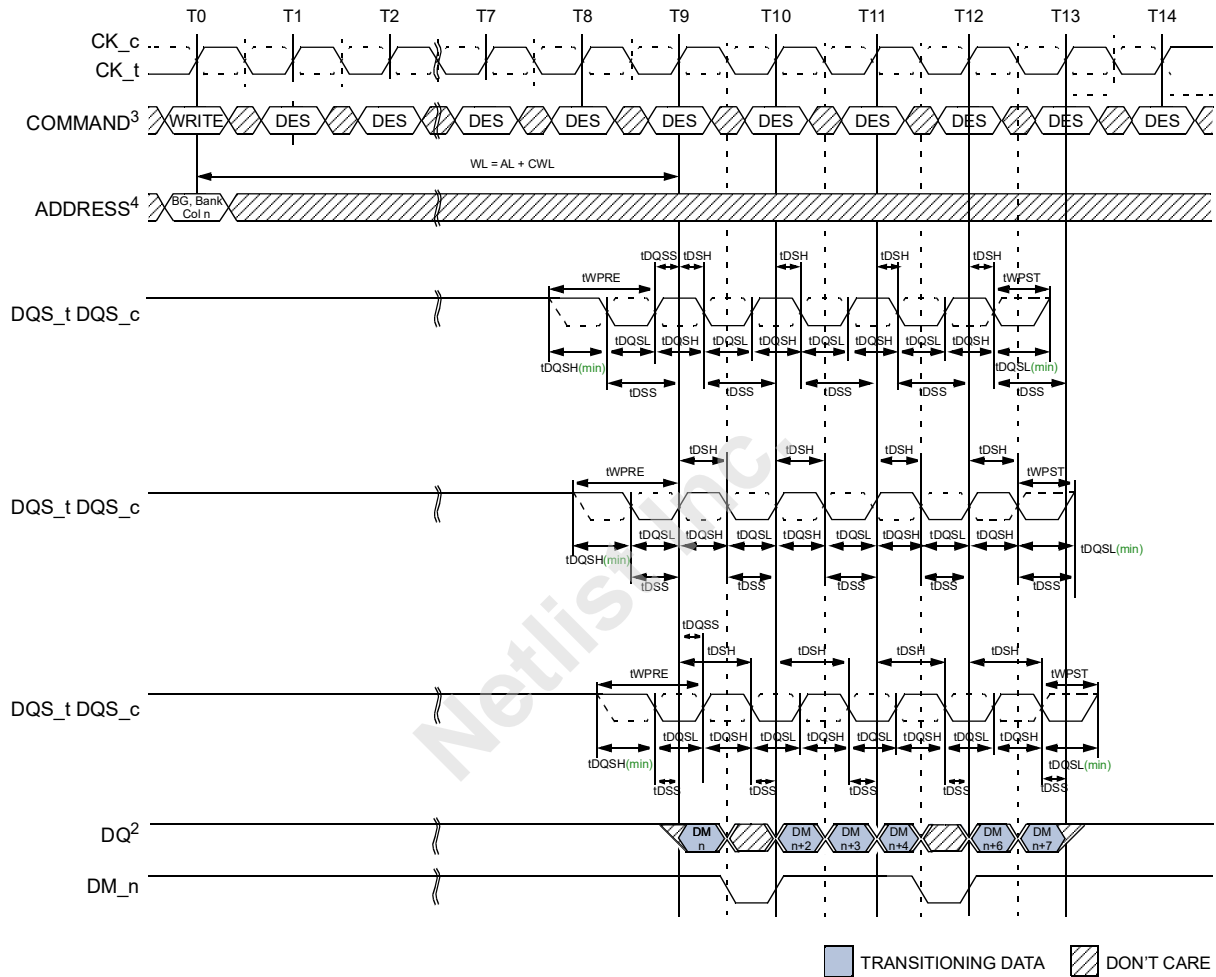 T0 T1 T2 T7 T8 T9 T10 T11 T12 T13 T14
CK_c
CK_t
COMMAND3 WRITE DES DES DES DES DES DES DES DES DES DES
WL = AL + CWL
ADDRESS4 BG, Bank
Col n
tDQSS tDSH tDSH tDSH tDSH
tWPRE tWPST
DQS_t DQS_c
tDQSL tDQSH tDQSL tDQSH tDQSL tDQSH tDQSL tDQSH
tDQSH(min) tDQSL(min)
tDSS tDSS tDSS tDSS tDSS
tDSH tDSH tDSH tDSH
tWPRE tWPST
DQS_t DQS_c
tDQSL tDQSH tDQSL tDQSH tDQSL tDQSH tDQSL tDQSH
tDQSH(min) tDQSL(min)
tDSS tDSS tDSS tDSS tDSS
tDQSS
tDSH tDSH tDSH tDSH
tWPRE tWPST
DQS_t DQS_c
tDQSL tDQSH tDQSL tDQSH tDQSL tDQSH tDQSL tDQSH
tDQSH(min) tDQSL(min)
tDSS tDSS tDSS tDSS tDSS
DQ2 DM DM DM DM DM DM
n n+2 n+3 n+4 n+6 n+7
DM_n
TRANSITIONING DATA DON'T CARE
Netlist Inc.